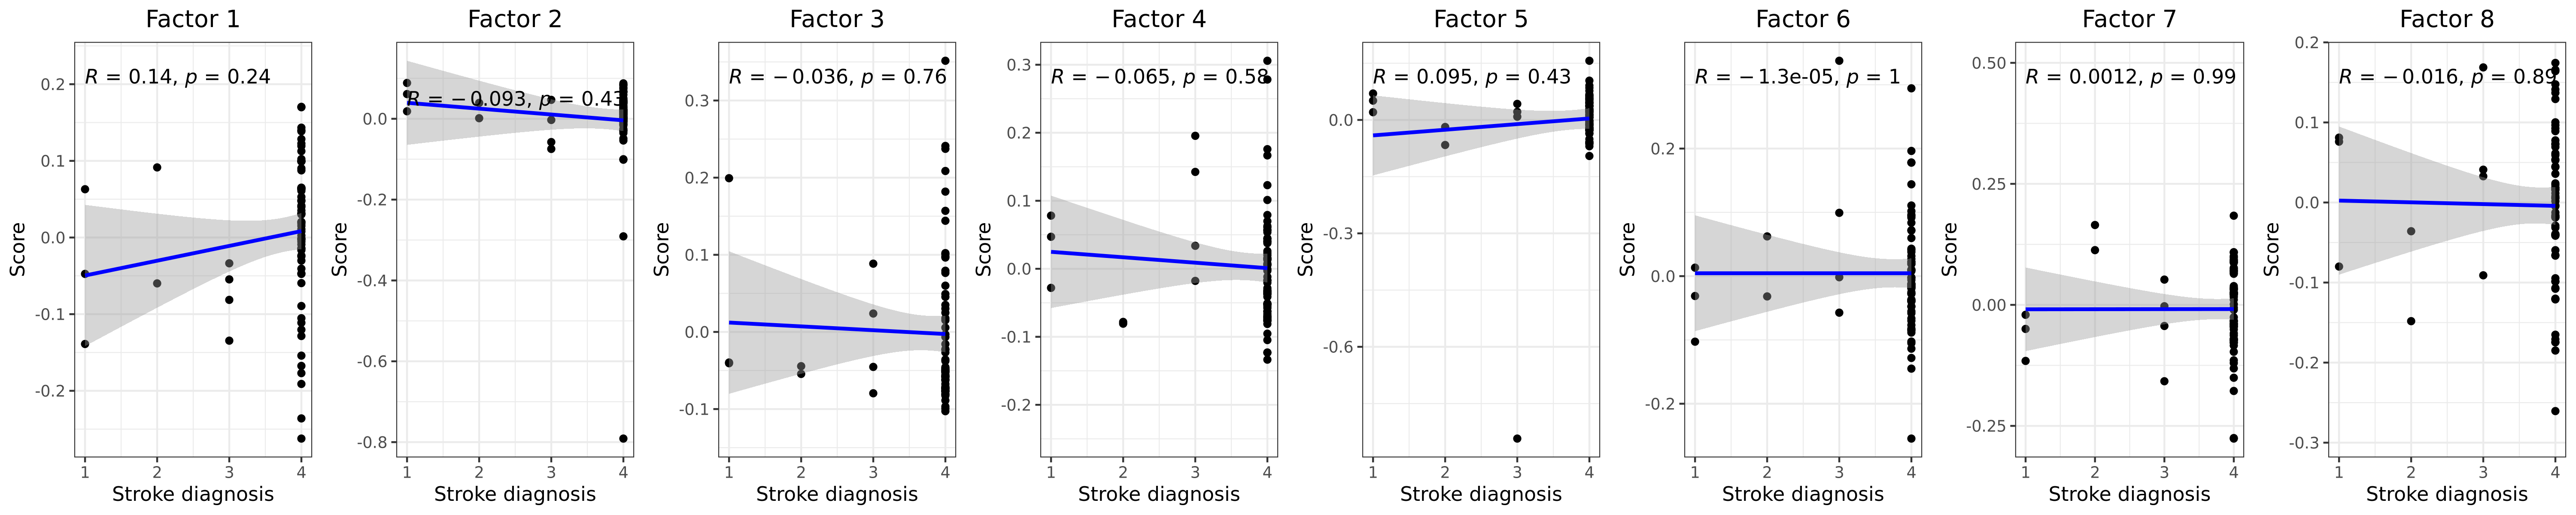 Factor 1
Factor 2
Factor 3
Factor 4
Factor 5
Factor 6
Factor 7
Factor 8
R = 0.14, p = 0.24
R = −0.093, p = 0.43
R = −0.036, p = 0.76
R = −0.065, p = 0.58
R = 0.095, p = 0.43
R = −1.3e-05, p = 1
R = 0.0012, p = 0.99
R = −0.016, p = 0.89
Score
0.2
0.1
0.0
-0.1
-0.2
1 2 3 4
Stroke diagnosis
Score
0.0
-0.2
-0.4
-0.6
-0.8
1 2 3 4
Stroke diagnosis
Score
0.3
0.2
0.1
0.0
-0.1
1 2 3 4
Stroke diagnosis
Score
0.3
0.2
0.1
0.0
-0.1
-0.2
1 2 3 4
Stroke diagnosis
Score
0.0
-0.3
-0.6
1 2 3 4
Stroke diagnosis
Score
0.2
0.0
-0.2
1 2 3 4
Stroke diagnosis
Score
0.50
0.25
0.00
-0.25
1 2 3 4
Stroke diagnosis
Score
0.2
0.1
0.0
-0.1
-0.2
-0.3
1 2 3 4
Stroke diagnosis